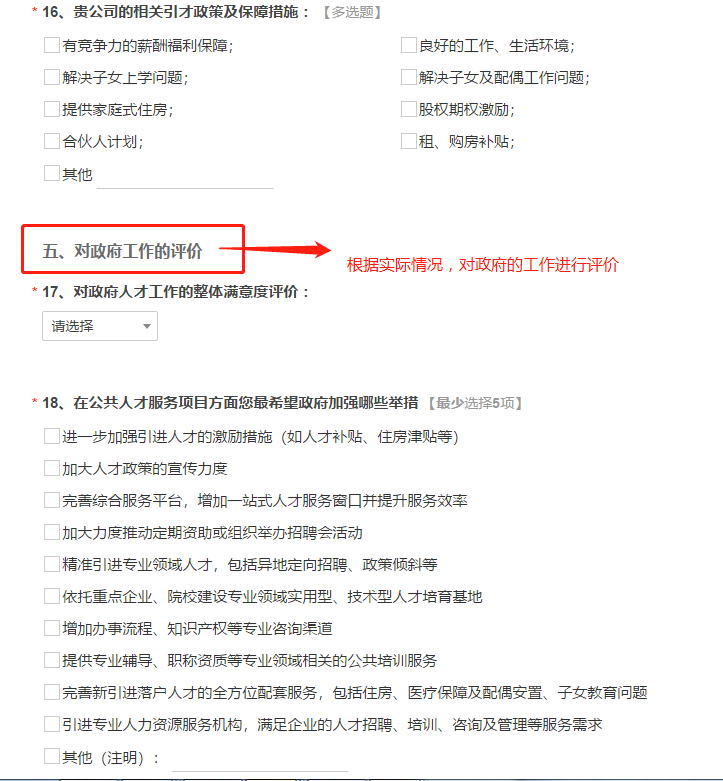 * 16、贵公司的相关引才政策及保障措施：【多选题】
有竞争力的薪酬福利保障；
良好的工作、生活环境；
解决子女上学问题；
解决子女及配偶工作问题；
提供家庭式住房；
股权期权激励；
合伙人计划；
租、购房补贴；
其他
五、对政府工作的评价
根据实际情况，对政府的工作进行评价
* 17、对政府人才工作的整体满意度评价：
请选择
* 18、在公共人才服务项目方面您最希望政府加强哪些举措 【最少选择5项】
进一步加强引进人才的激励措施（如人才补贴、住房津贴等）
加大人才政策的宣传力度
完善综合服务平台，增加一站式人才服务窗口并提升服务效率
加大力度推动定期资助或组织举办招聘会活动
精准引进专业领域人才，包括异地定向招聘、政策倾斜等
依托重点企业、院校建设专业领域实用型、技术型人才培育基地
增加办事流程、知识产权等专业咨询渠道
提供专业辅导、职称资质等专业领域相关的公共培训服务
完善新引进落户人才的全方位配套服务，包括住房、医疗保障及配偶安置、子女教育问题
引进专业人力资源服务机构，满足企业的人才招聘、培训、咨询及管理等服务需求
其他（注明）：